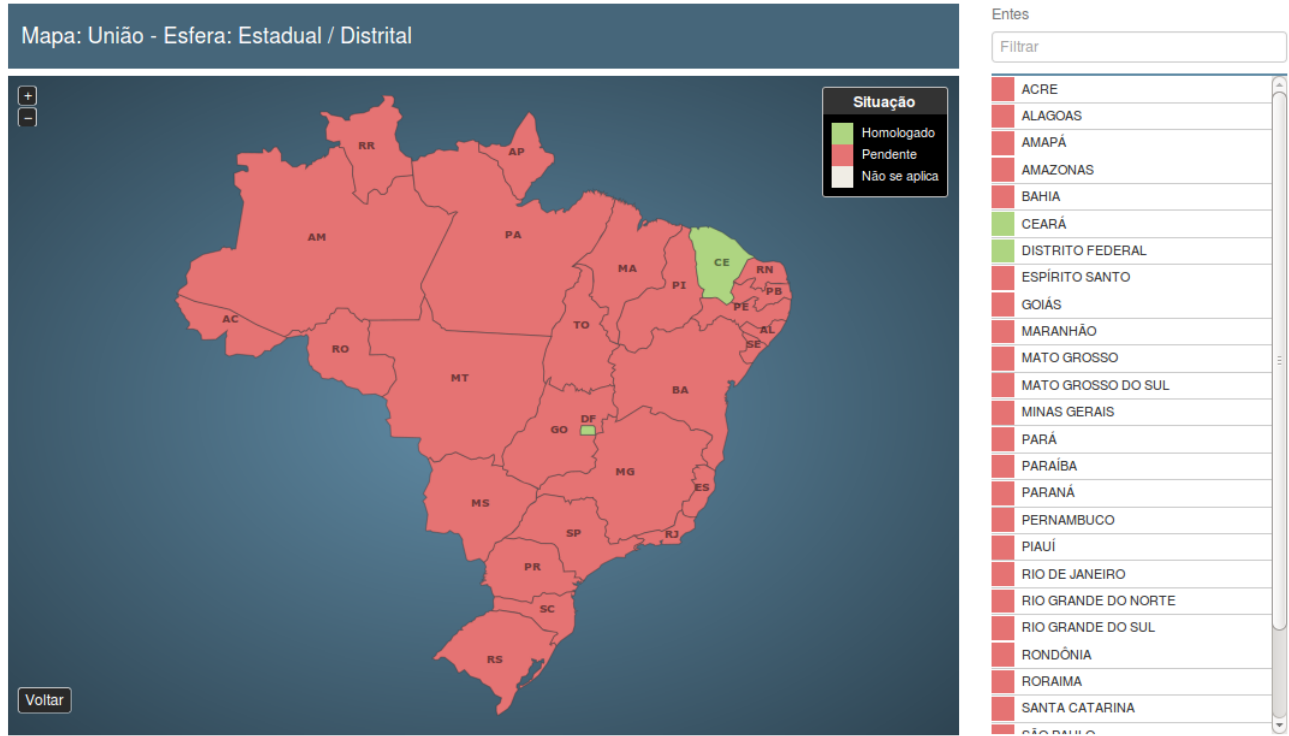 Mapa: União - Esfera: Estadual / Distrital
+
−
Situação
Homologado
Pendente
Não se aplica
RR
AP
AM
PA
MA
CE
RN
PI
PB
PE
AC
TO
AL
SE
RO
MT
BA
DF
GO
MG
ES
MS
SP
RJ
PR
SC
RS
Voltar
Entes
Filtrar
ACRE
ALAGOAS
AMAPÁ
AMAZONAS
BAHIA
CEARÁ
DISTRITO FEDERAL
ESPÍRITO SANTO
GOIÁS
MARANHÃO
MATO GROSSO
MATO GROSSO DO SUL
MINAS GERAIS
PARÁ
PARAÍBA
PARANÁ
PERNAMBUCO
PIAUÍ
RIO DE JANEIRO
RIO GRANDE DO NORTE
RIO GRANDE DO SUL
RONDÔNIA
RORAIMA
SANTA CATARINA
SÃO PAULO